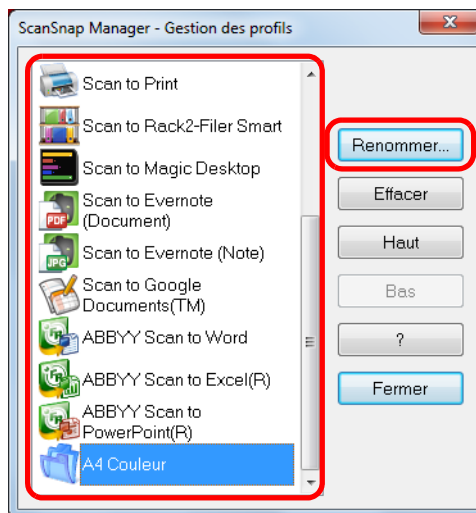 ScanSnap Manager - Gestion des profils
Scan to Print
Scan to Rack2-Filer Smart
Scan to Magic Desktop
Scan to Evernote
(Document)
PDF
Scan to Evernote (Note)
JPG
Scan to Google
Documents(TM)
ABBYY Scan to Word
ABBYY Scan to Excel(R)
ABBYY Scan to
PowerPoint(R)
A4 Couleur
Renommer...
Effacer
Haut
Bas
?
Fermer